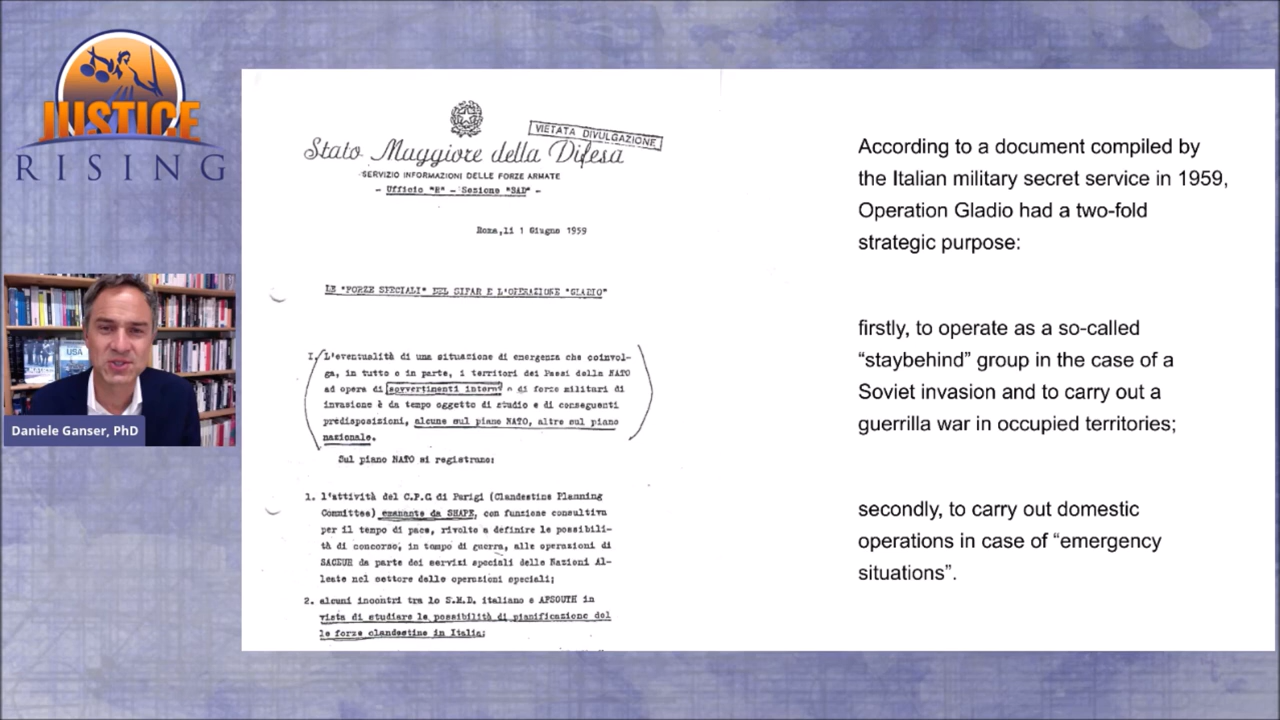 JUSTICE
RISING
Daniele Ganser, PhD
VIETATA DIVULGAZIONE
Stato Maggiore della Difesa
SERVIZIO INFORMAZIONI DELLE FORZE ARMATE
- Ufficio "R" - Sezione "SAD" -
Roma,li 1 Giugno 1959
LE "FORZE SPECIALI" DEL SIFAR E L'OPERAZIONE "GLADIO"
I. L'eventualità di una situazione di emergenza che coinvol-
ga, in tutto o in parte, i territori dei Paesi della NATO
ad opera di sovvertimenti interni o di forze militari di
invasione è da tempo oggetto di studio e di conseguenti
predisposizioni, alcune sul piano NATO, altre sul piano
nazionale.
Sul piano NATO si registrano:
1. l'attività del C.P.C di Parigi (Clandestine Planning
Committee) emanante da SHAPE, con funzione consultiva
per il tempo di pace, rivolto a definire le possibili-
tà di concorso, in tempo di guerra, alle operazioni di
SACEUR da parte dei servizi speciali delle Nazioni Al-
leate nel settore delle operazioni speciali;
2. alcuni incontri tra lo S.M.D. italiano e AFSOUTH in
vista di studiare le possibilità di pianificazione del
le forze clandestine in Italia;
According to a document compiled by
the Italian military secret service in 1959,
Operation Gladio had a two-fold
strategic purpose:
firstly, to operate as a so-called
“staybehind” group in the case of a
Soviet invasion and to carry out a
guerrilla war in occupied territories;
secondly, to carry out domestic
operations in case of “emergency
situations”.